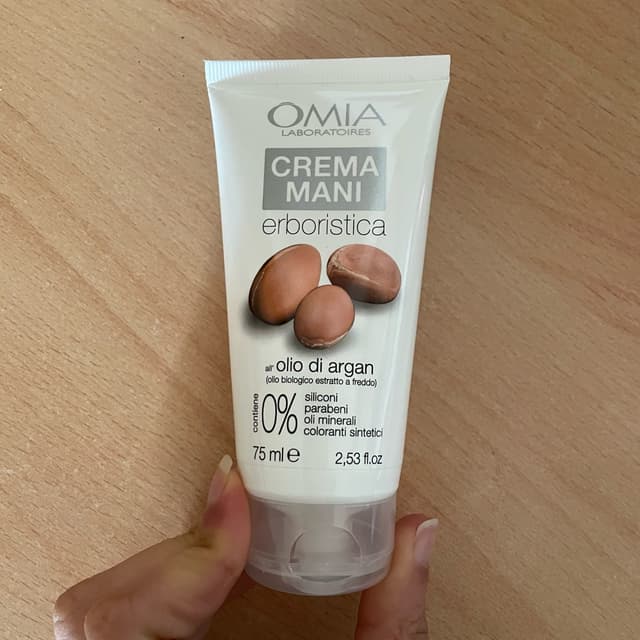 OMIA
LABORATOIRES
CREMA
MANI
erboristica
all' olio di argan
(olio biologico estratto a freddo)
contiene
0%
siliconi
parabeni
oli minerali
coloranti sintetici
75 ml e 2,53 fl.oz